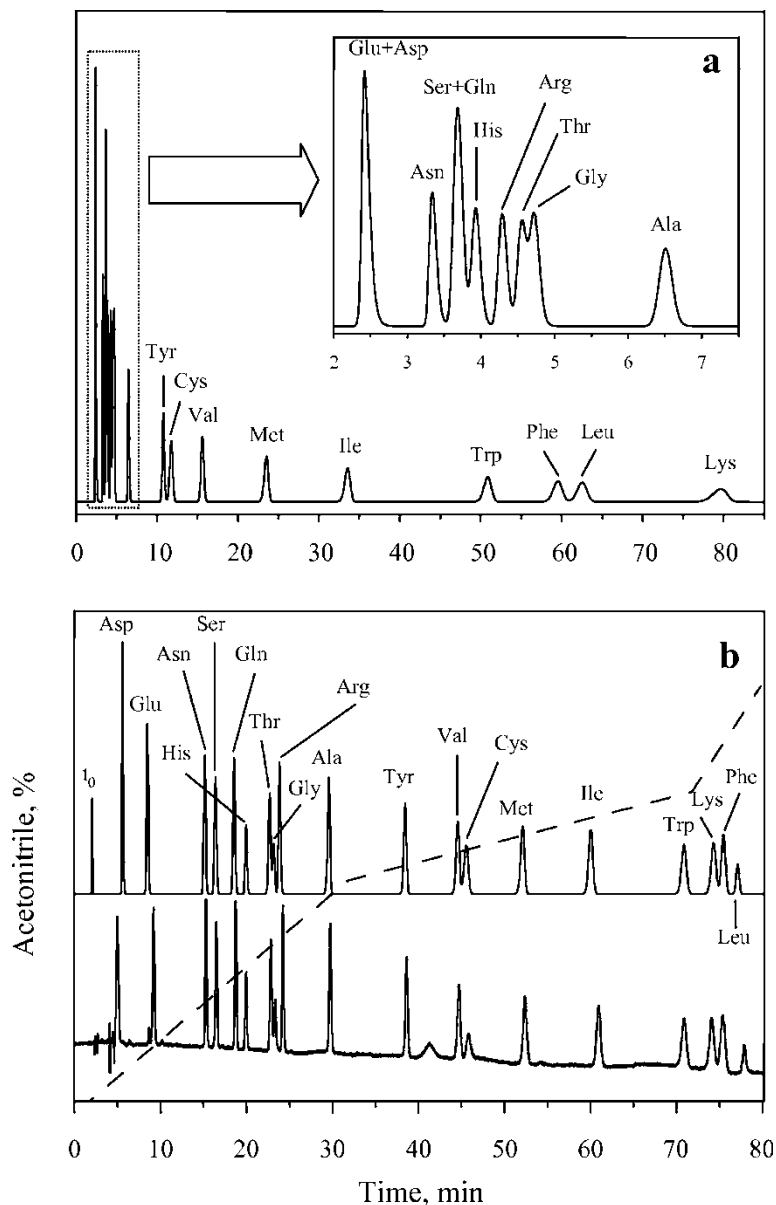 a
Glu+Asp
Ser+Gln
Arg
His
Thr
Asn
Gly
Ala
2 3 4 5 6 7
Tyr
Cys
Val
Met
Ile
Trp
Phe
Leu
Lys
0 10 20 30 40 50 60 70 80
b
Asp
Ser
Asn
Gln
Glu
Arg
His
Thr
Val
Cys
t0
Gly
Ala
Tyr
Met
Ile
Lys
Phe
Trp
Leu
Acetonitrile, %
0 10 20 30 40 50 60 70 80
Time, min